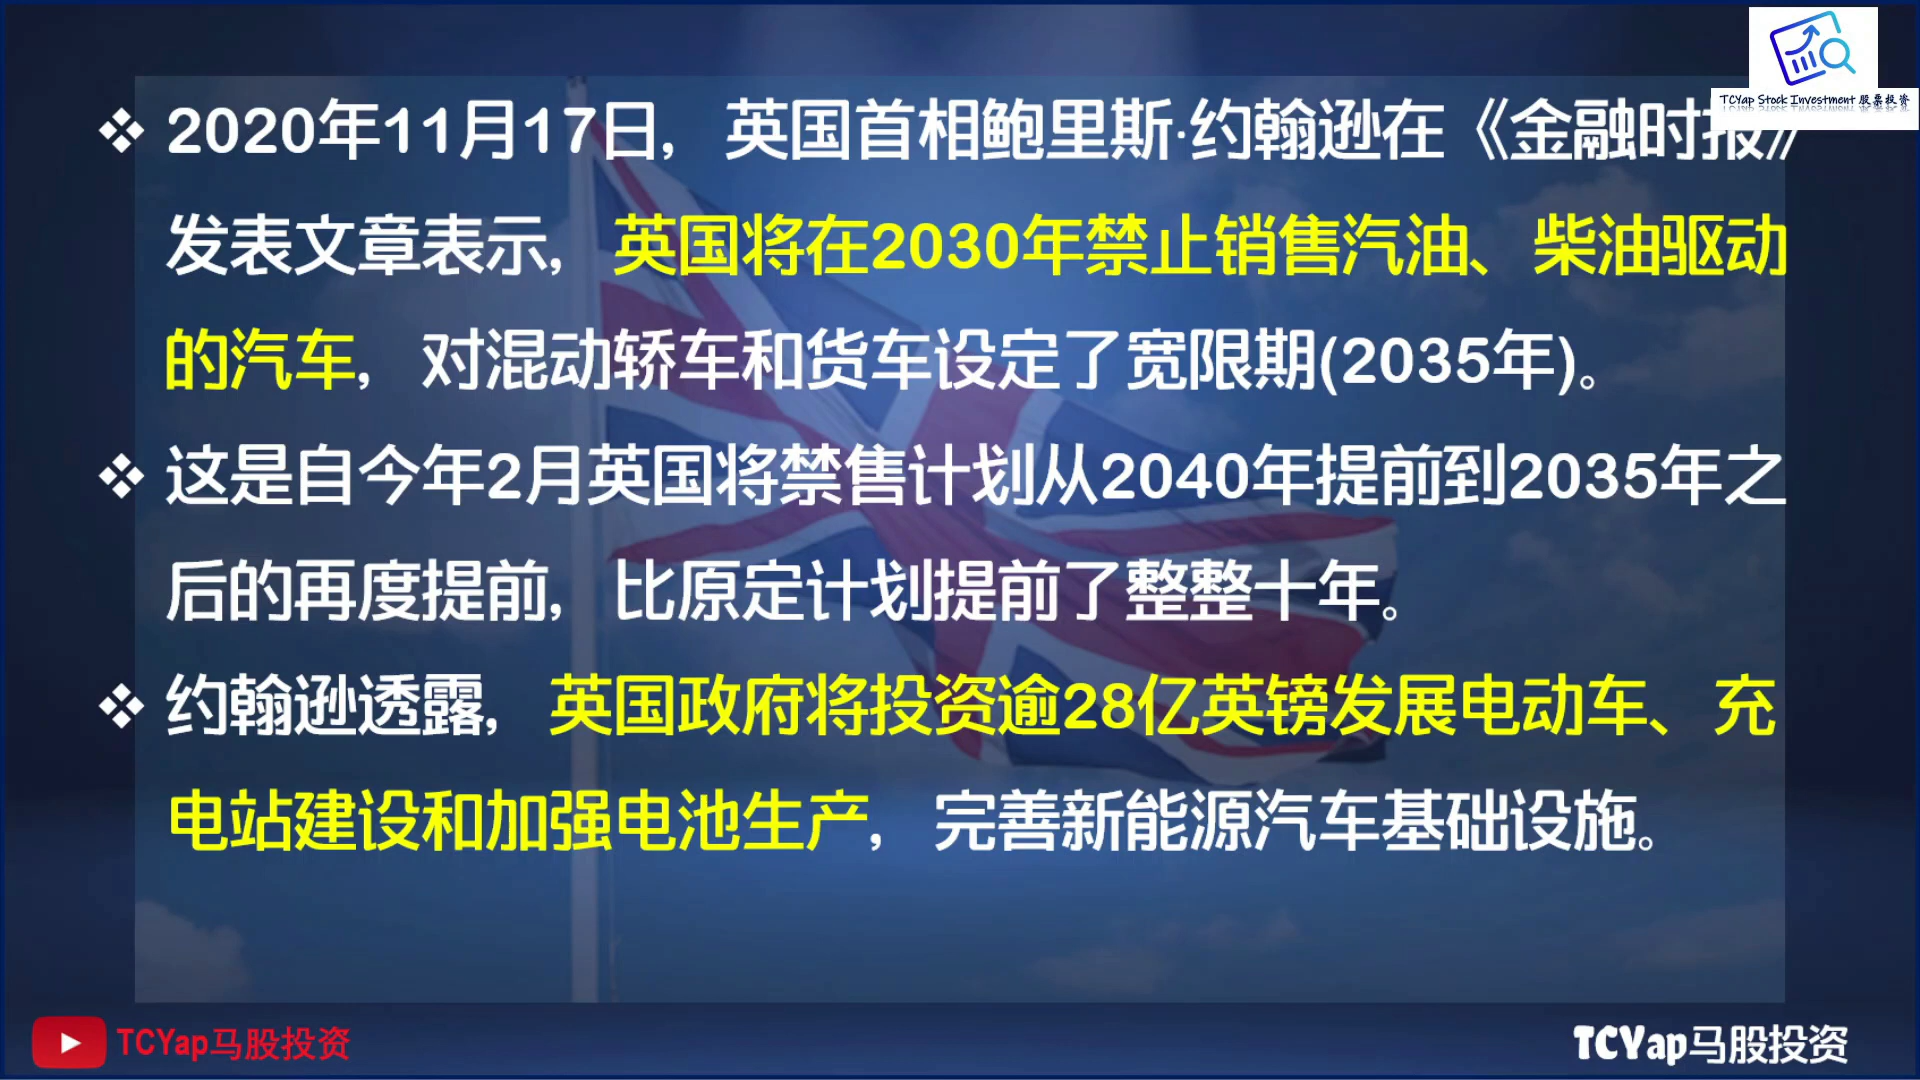 TCYap Stock Investment 股票投资
❖ 2020年11月17日，英国首相鲍里斯·约翰逊在《金融时报》
发表文章表示，英国将在2030年禁止销售汽油、柴油驱动
的汽车，对混动轿车和货车设定了宽限期(2035年)。
❖ 这是自今年2月英国将禁售计划从2040年提前到2035年之
后的再度提前，比原定计划提前了整整十年。
❖ 约翰逊透露，英国政府将投资逾28亿英镑发展电动车、充
电站建设和加强电池生产，完善新能源汽车基础设施。
TCYap马股投资
TCYap马股投资